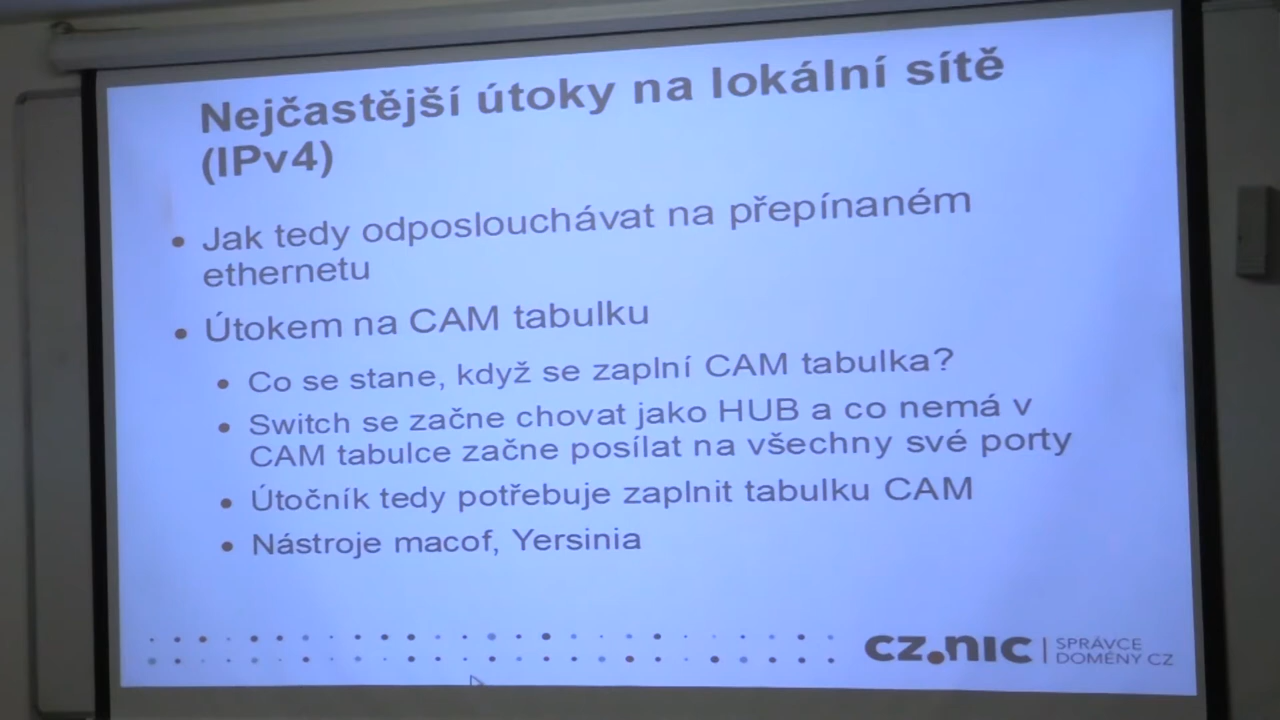 Nejčastější útoky na lokální sítě
(IPv4)
• Jak tedy odposlouchávat na přepínaném
ethernetu
• Útokem na CAM tabulku
• Co se stane, když se zaplní CAM tabulka?
• Switch se začne chovat jako HUB a co nemá v
CAM tabulce začne posílat na všechny své porty
• Útočník tedy potřebuje zaplnit tabulku CAM
• Nástroje macof, Yersinia
cz.nic | SPRÁVCE
DOMÉNY CZ